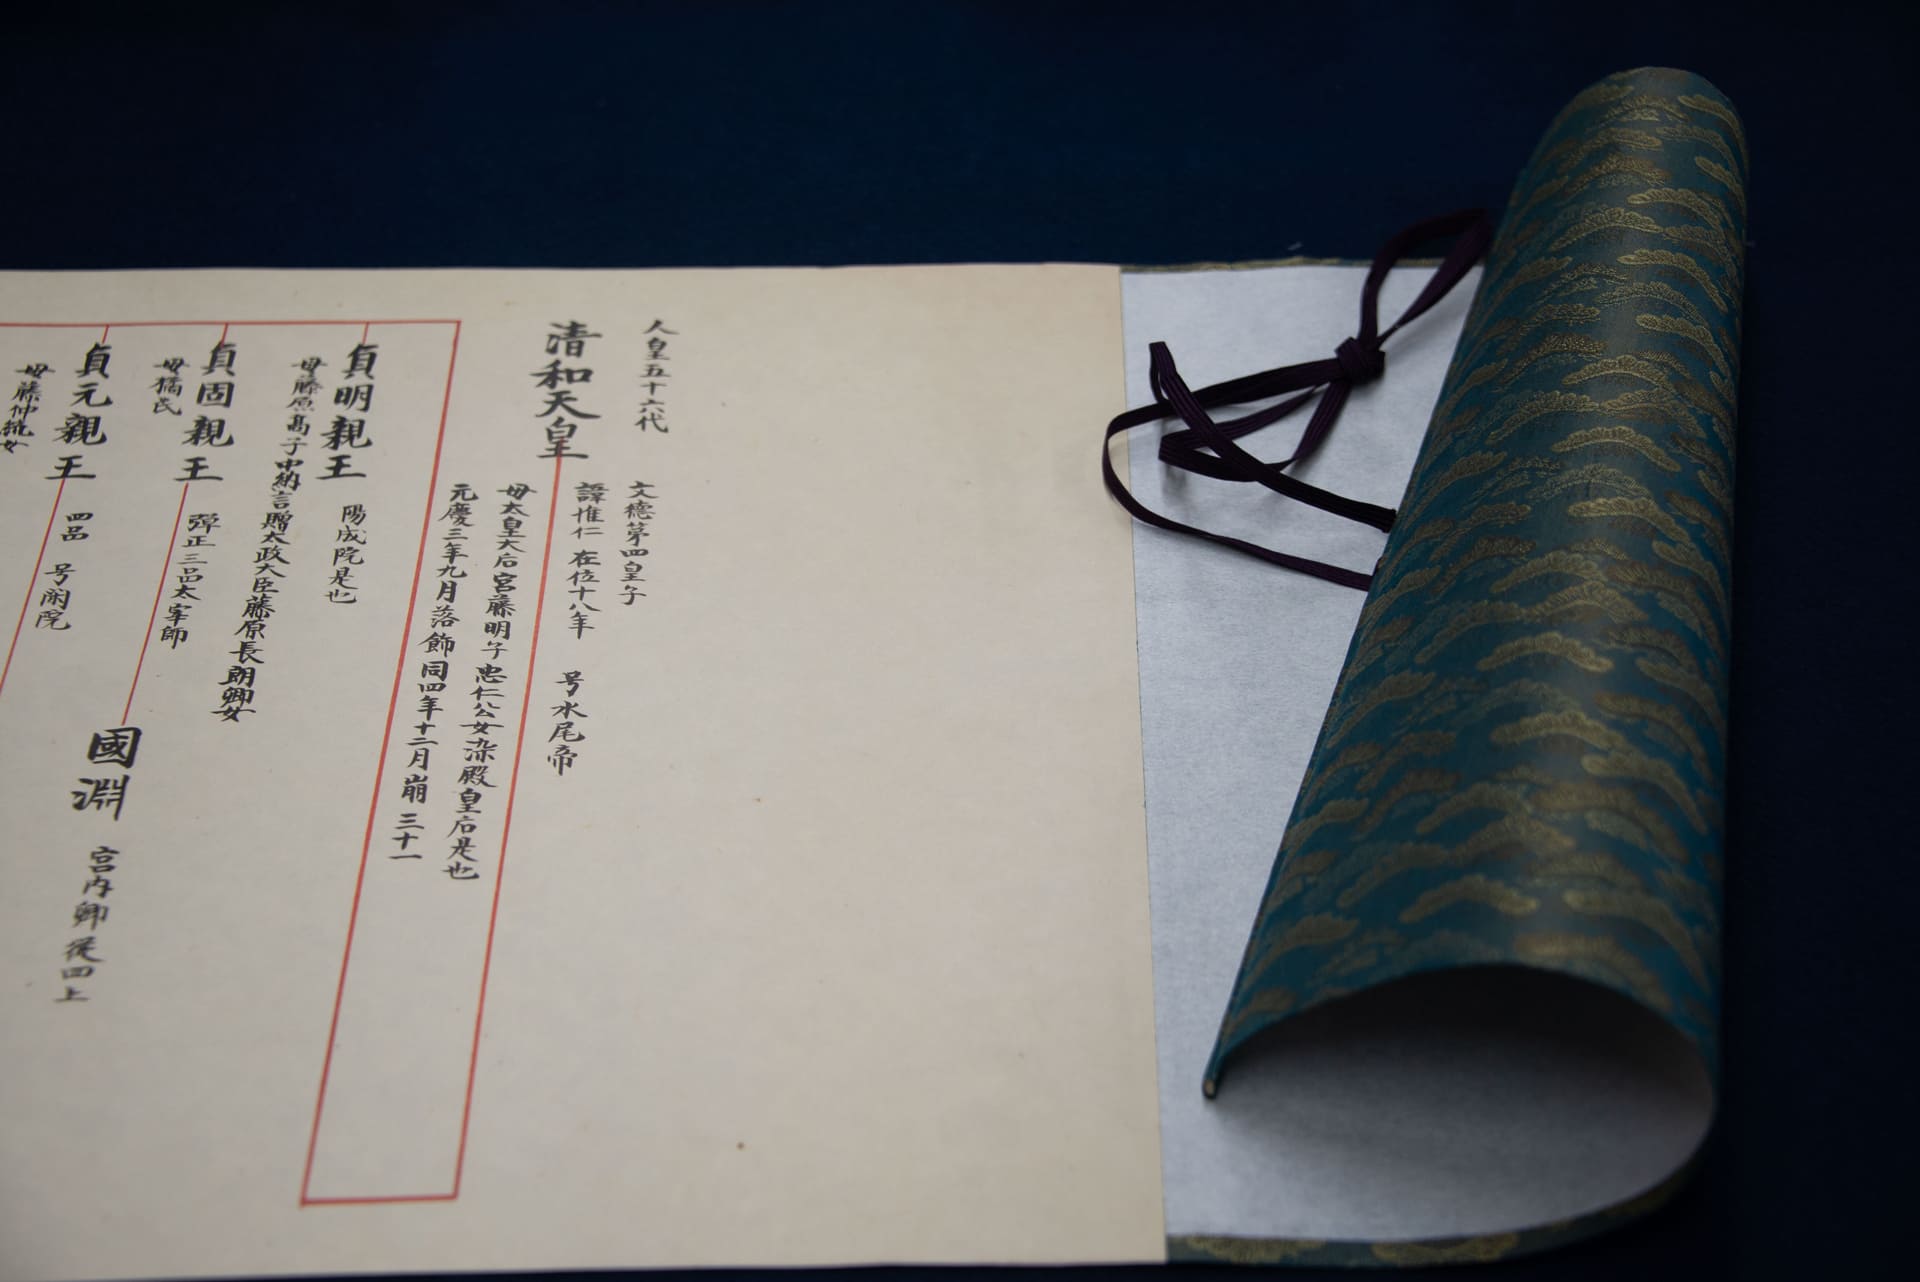 人皇五十六代
清和天皇
文徳第四皇子
諱惟仁 在位十八年 号水尾帝
母太皇大后宮藤明子忠仁公女染殿皇后是也
元慶三年九月落飾同四年十二月崩三十一
貞明親王 陽成院是也
母藤原高子中納言贈太政大臣藤原長朗卿女
貞固親王 弾正三品太宰師
母橘氏
國淵 宮内卿従四上
貞元親王 四品 号閑院
母藤仲統女